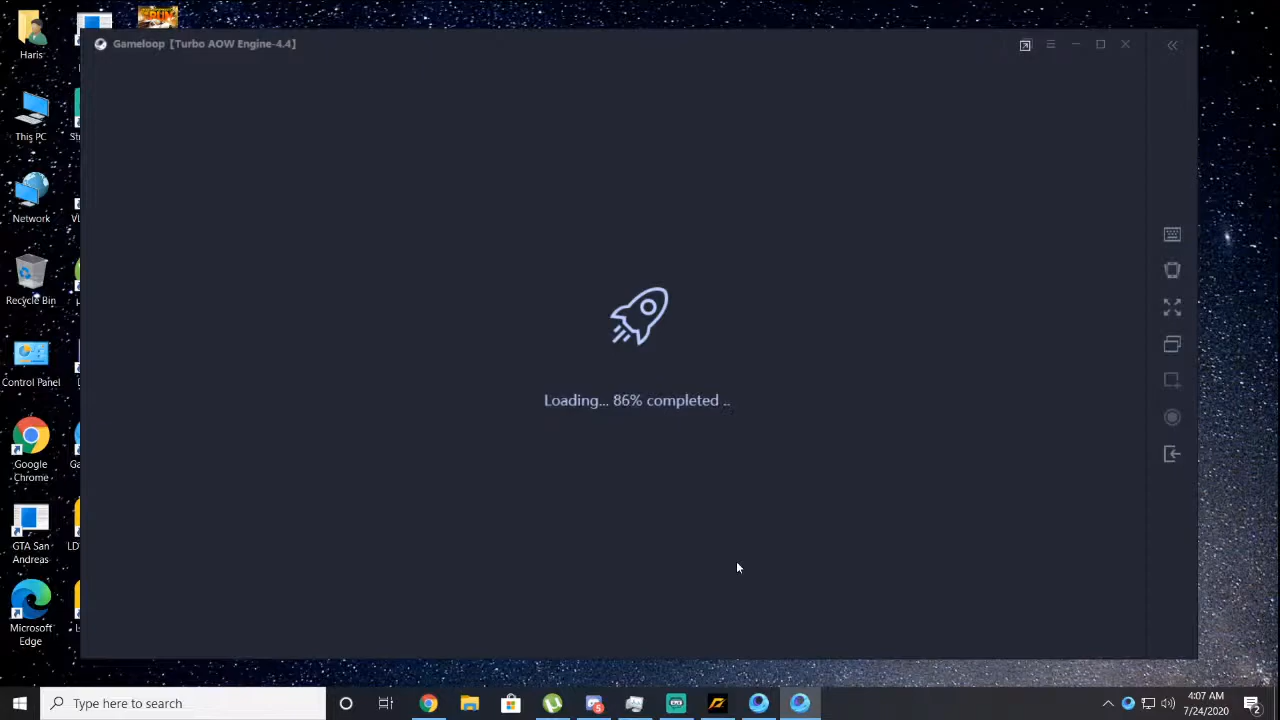 Gameloop【Turbo AOW Engine-4.4】
Haris
This PC
Network
Recycle Bin
Control Panel
Google
Chrome
GTA San
Andreas
Microsoft
Edge
Loading... 86% completed ..
Type here to search
4:07 AM
7/24/2020
2